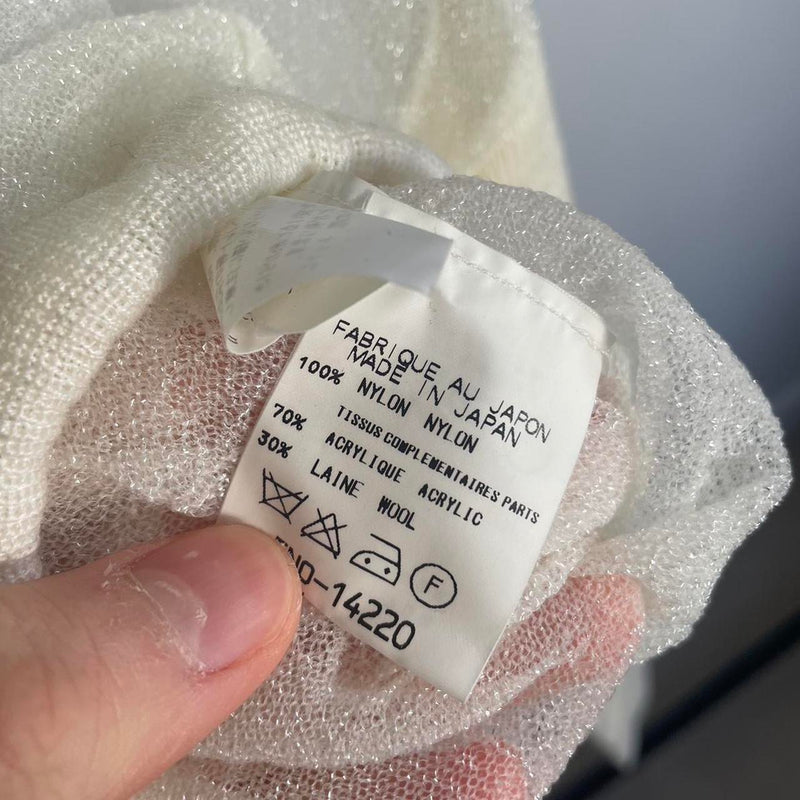 FABRIQUE AU JAPON
MADE IN JAPAN
100% NYLON NYLON
TISSUS COMPLEMENTAIRES PARTS
70% ACRYLIQUE ACRYLIC
30% LAINE WOOL
F
-14220